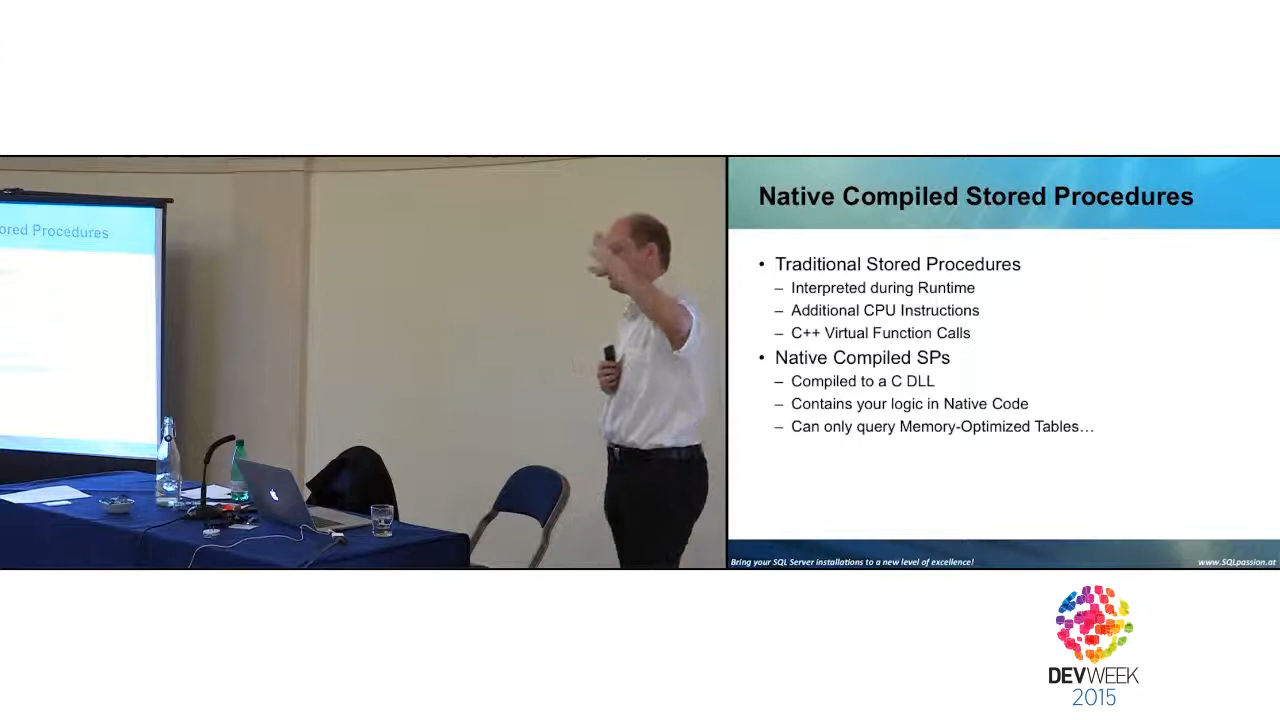 ored Procedures
Native Compiled Stored Procedures
• Traditional Stored Procedures
– Interpreted during Runtime
– Additional CPU Instructions
– C++ Virtual Function Calls
• Native Compiled SPs
– Compiled to a C DLL
– Contains your logic in Native Code
– Can only query Memory-Optimized Tables…
Bring your SQL Server installations to a new level of excellence!
www.SQLpassion.at
DEVWEEK
2015